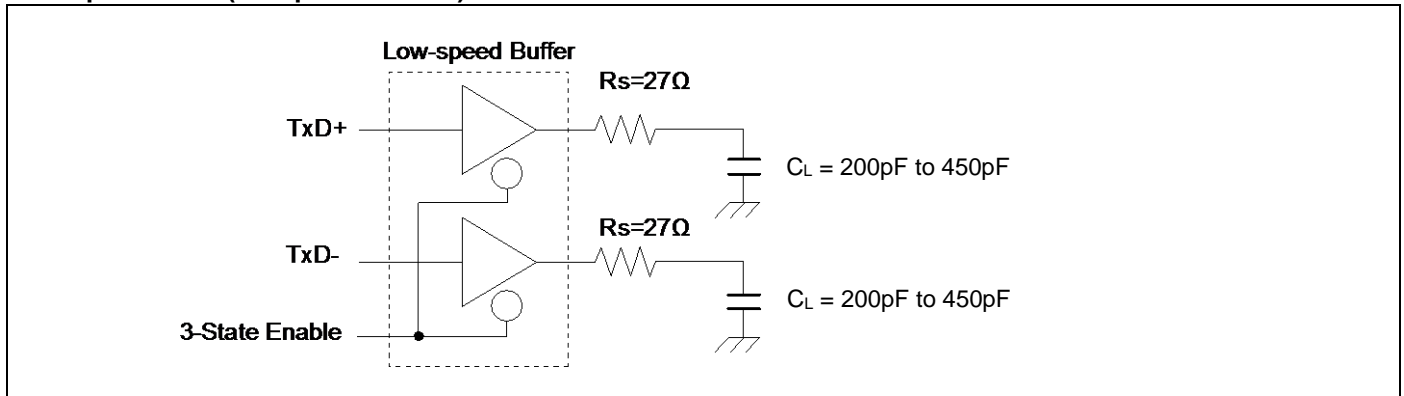 Low-speed Buffer
Rs=27Ω
TxD+
CL = 200pF to 450pF
Rs=27Ω
TxD-
CL = 200pF to 450pF
3-State Enable